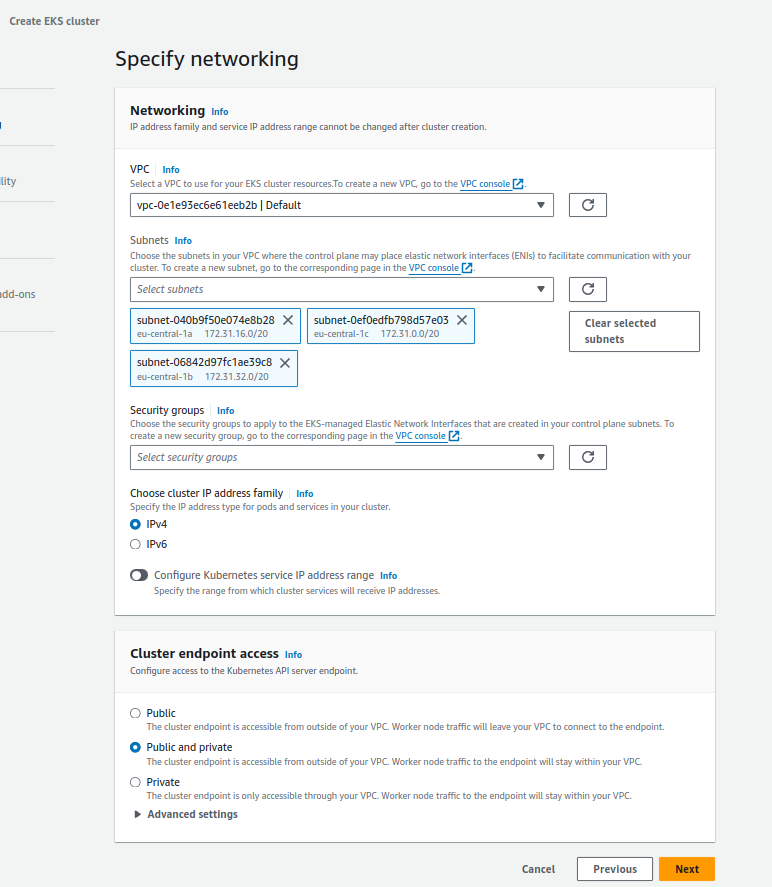 Create EKS cluster
Specify networking
Networking Info
IP address family and service IP address range cannot be changed after cluster creation.
VPC Info
Select a VPC to use for your EKS cluster resources.To create a new VPC, go to the VPC console.
vpc-0e1e93ec6e61eeb2b | Default
lity
Subnets Info
Choose the subnets in your VPC where the control plane may place elastic network interfaces (ENIs) to facilitate communication with your
cluster. To create a new subnet, go to the corresponding page in the VPC console.
Select subnets
add-ons
subnet-040b9f50e074e8b28
eu-central-1a 172.31.16.0/20
subnet-0ef0edfb798d57e03
eu-central-1c 172.31.0.0/20
Clear selected
subnets
subnet-06842d97fc1ae39c8
eu-central-1b 172.31.32.0/20
Security groups Info
Choose the security groups to apply to the EKS-managed Elastic Network Interfaces that are created in your control plane subnets. To
create a new security group, go to the corresponding page in the VPC console.
Select security groups
Choose cluster IP address family Info
Specify the IP address type for pods and services in your cluster.
IPv4
IPv6
Configure Kubernetes service IP address range Info
Specify the range from which cluster services will receive IP addresses.
Cluster endpoint access Info
Configure access to the Kubernetes API server endpoint.
Public
The cluster endpoint is accessible from outside of your VPC. Worker node traffic will leave your VPC to connect to the endpoint.
Public and private
The cluster endpoint is accessible from outside of your VPC. Worker node traffic to the endpoint will stay within your VPC.
Private
The cluster endpoint is only accessible through your VPC. Worker node traffic to the endpoint will stay within your VPC.
Advanced settings
Cancel
Previous
Next